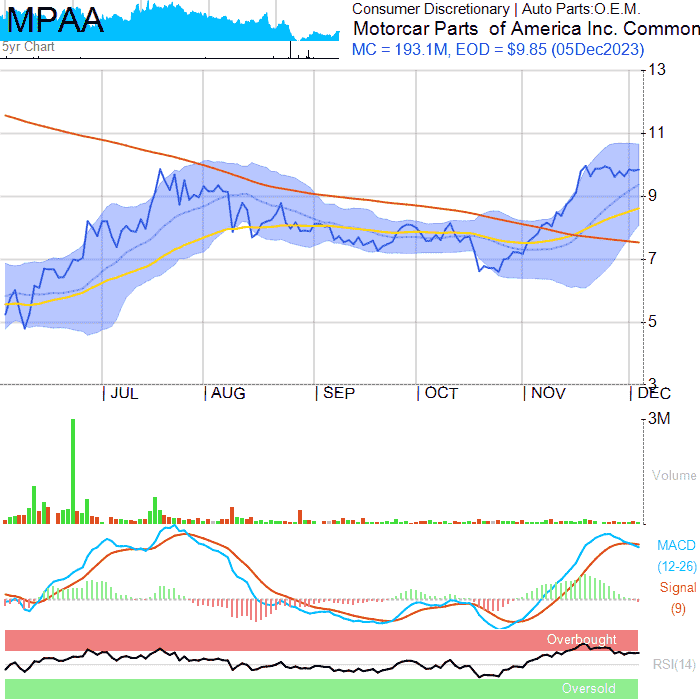 MPAA
5yr Chart
Consumer Discretionary | Auto Parts:O.E.M.
Motorcar Parts of America Inc. Common
MC = 193.1M, EOD = $9.85 (05Dec2023)
13
11
9
7
5
3
JUL AUG SEP OCT NOV DEC
3M
Volume
MACD
(12-26)
Signal
(9)
Overbought
RSI(14)
Oversold